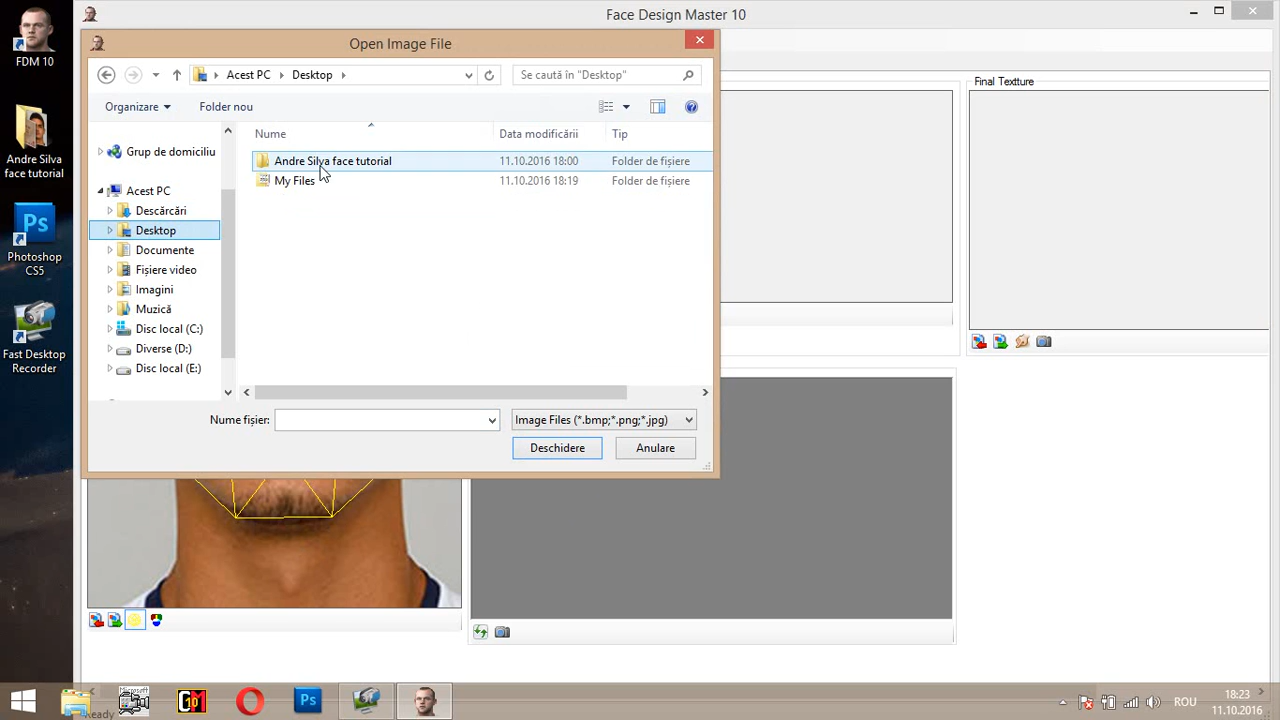 Face Design Master 10
FDM 10
Andre Silva
face tutorial
Photoshop
CS5
Fast Desktop
Recorder
Open Image File
Acest PC
Desktop
Se caută în "Desktop"
Organizare
Folder nou
Nume
Data modificării
Tip
Grup de domiciliu
Acest PC
Descărcări
Desktop
Documente
Fișiere video
Imagini
Muzică
Disc local (C:)
Diverse (D:)
Disc local (E:)
Andre Silva face tutorial
11.10.2016 18:00
Folder de fișiere
My Files
11.10.2016 18:19
Folder de fișiere
Nume fișier:
Image Files (*.bmp;*.png;*.jpg)
Deschidere
Anulare
Final Textture
Ready
ROU
18:23
11.10.2016